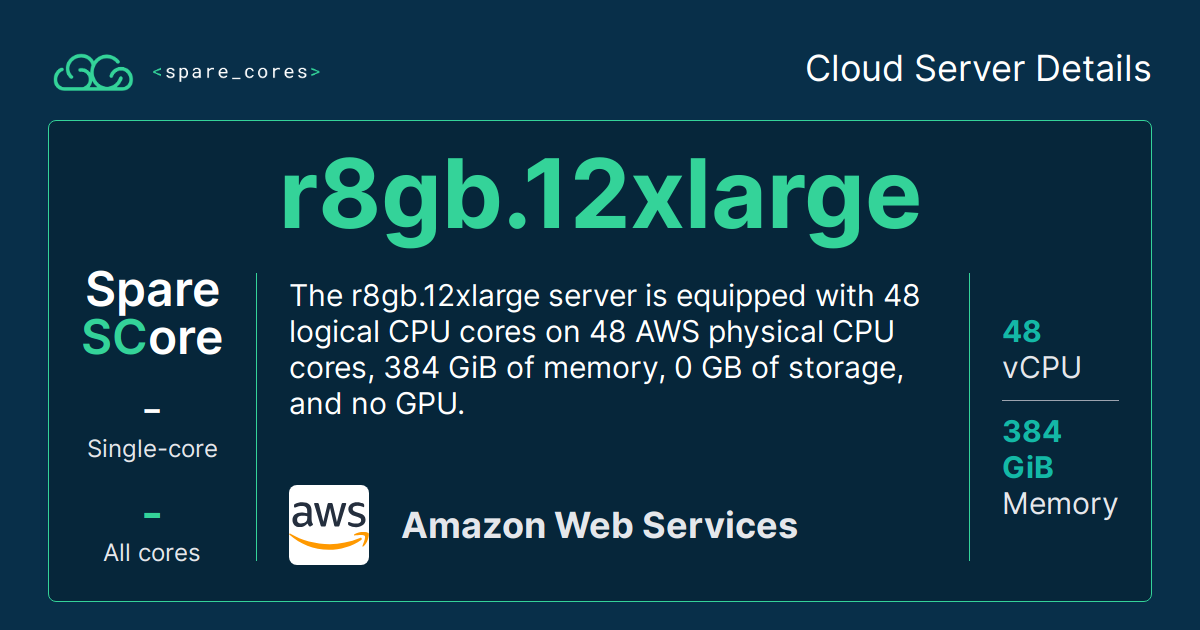 <spare_cores>
Cloud Server Details
r8gb.12xlarge
Spare
SCore
-
Single-core
-
All cores
The r8gb.12xlarge server is equipped with 48
logical CPU cores on 48 AWS physical CPU
cores, 384 GiB of memory, 0 GB of storage,
and no GPU.
aws
Amazon Web Services
48
vCPU
384
GiB
Memory